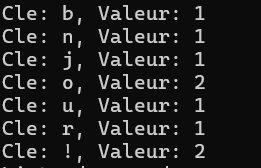 Cle: b, Valeur: 1
Cle: n, Valeur: 1
Cle: j, Valeur: 1
Cle: o, Valeur: 2
Cle: u, Valeur: 1
Cle: r, Valeur: 1
Cle: !, Valeur: 2